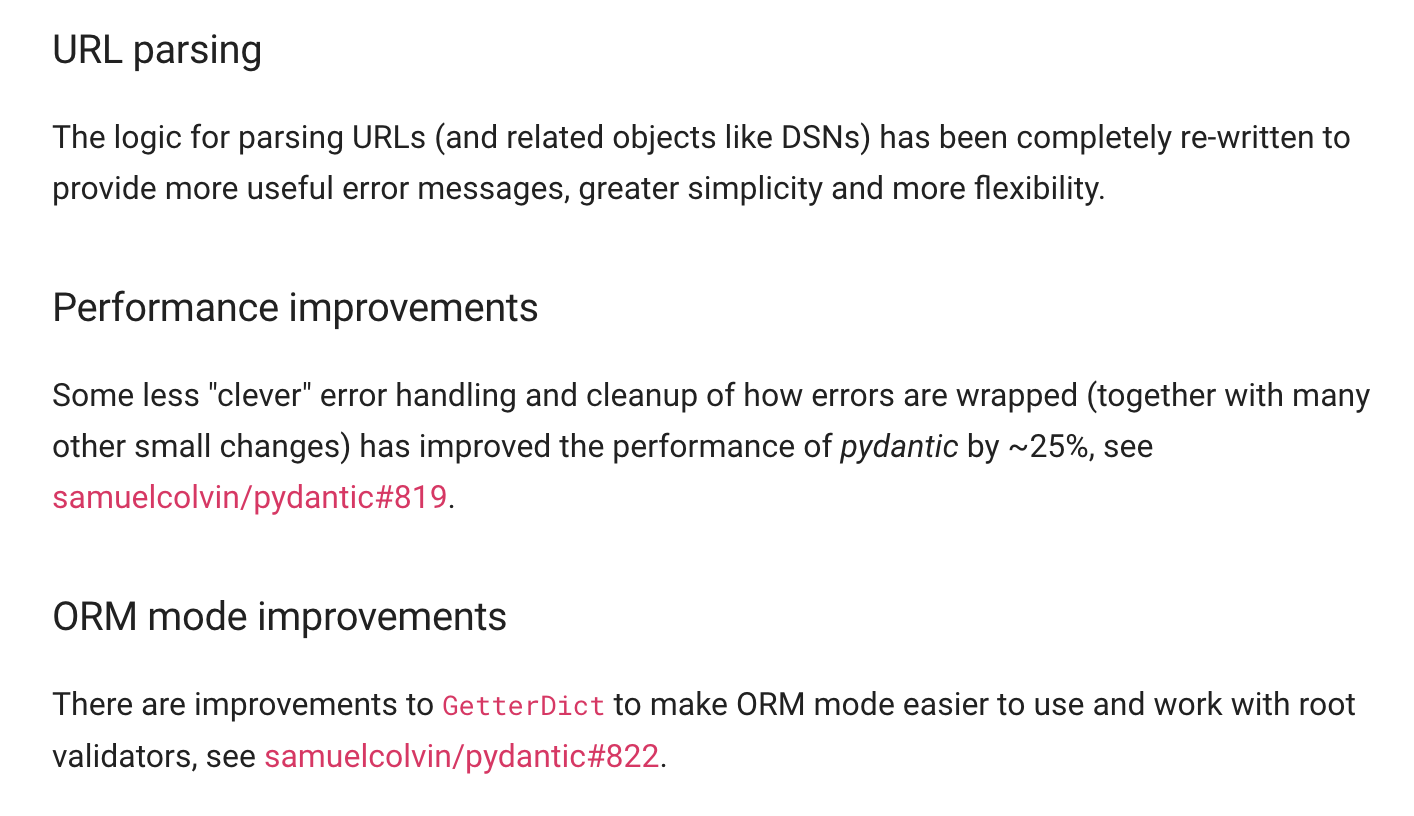 URL parsing
The logic for parsing URLs (and related objects like DSNs) has been completely re-written to
provide more useful error messages, greater simplicity and more flexibility.
Performance improvements
Some less "clever" error handling and cleanup of how errors are wrapped (together with many
other small changes) has improved the performance of pydantic by ~25%, see
samuelcolvin/pydantic#819.
ORM mode improvements
There are improvements to GetterDict to make ORM mode easier to use and work with root
validators, see samuelcolvin/pydantic#822.